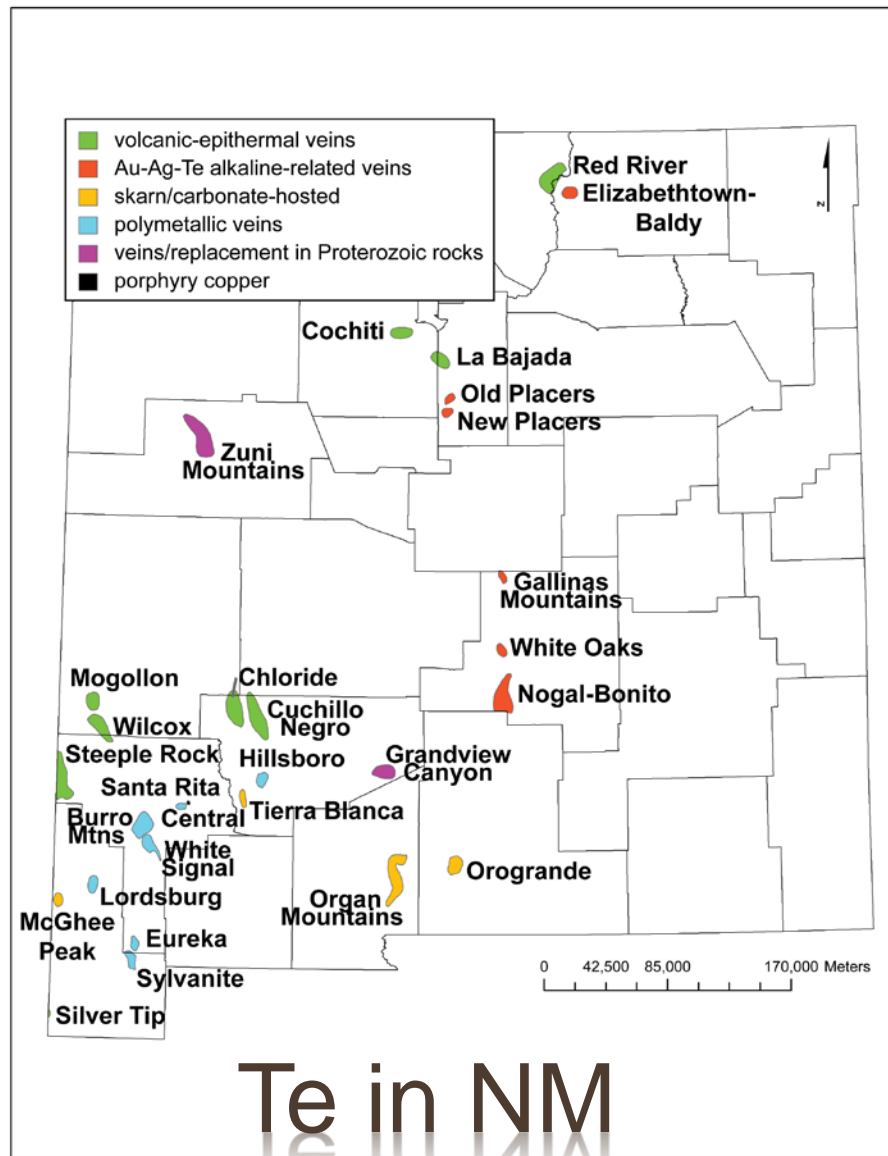 volcanic-epithermal veins
Au-Ag-Te alkaline-related veins
skarn/carbonate-hosted
polymetallic veins
veins/replacement in Proterozoic rocks
porphyry copper
Red River
Elizabethtown-
Baldy
z
Cochiti
La Bajada
Old Placers
New Placers
Zuni
Mountains
Gallinas
Mountains
White Oaks
Nogal-Bonito
Mogollon
Wilcox
Chloride
Cuchillo
Negro
Steeple Rock
Hillsboro
Grandview
Canyon
Santa Rita
Central
Tierra Blanca
Burro
Mtns
White
Signal
Lordsburg
Organ
Mountains
Orogrande
McGhee
Peak
Eureka
Sylvanite
Silver Tip
0 42,500 85,000 170,000 Meters
Te in NM